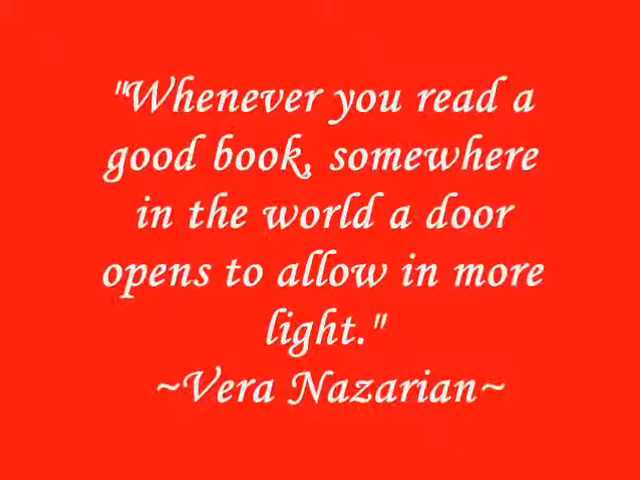 "Whenever you read a
good book, somewhere
in the world a door
opens to allow in more
light."
~Vera Nazarian~